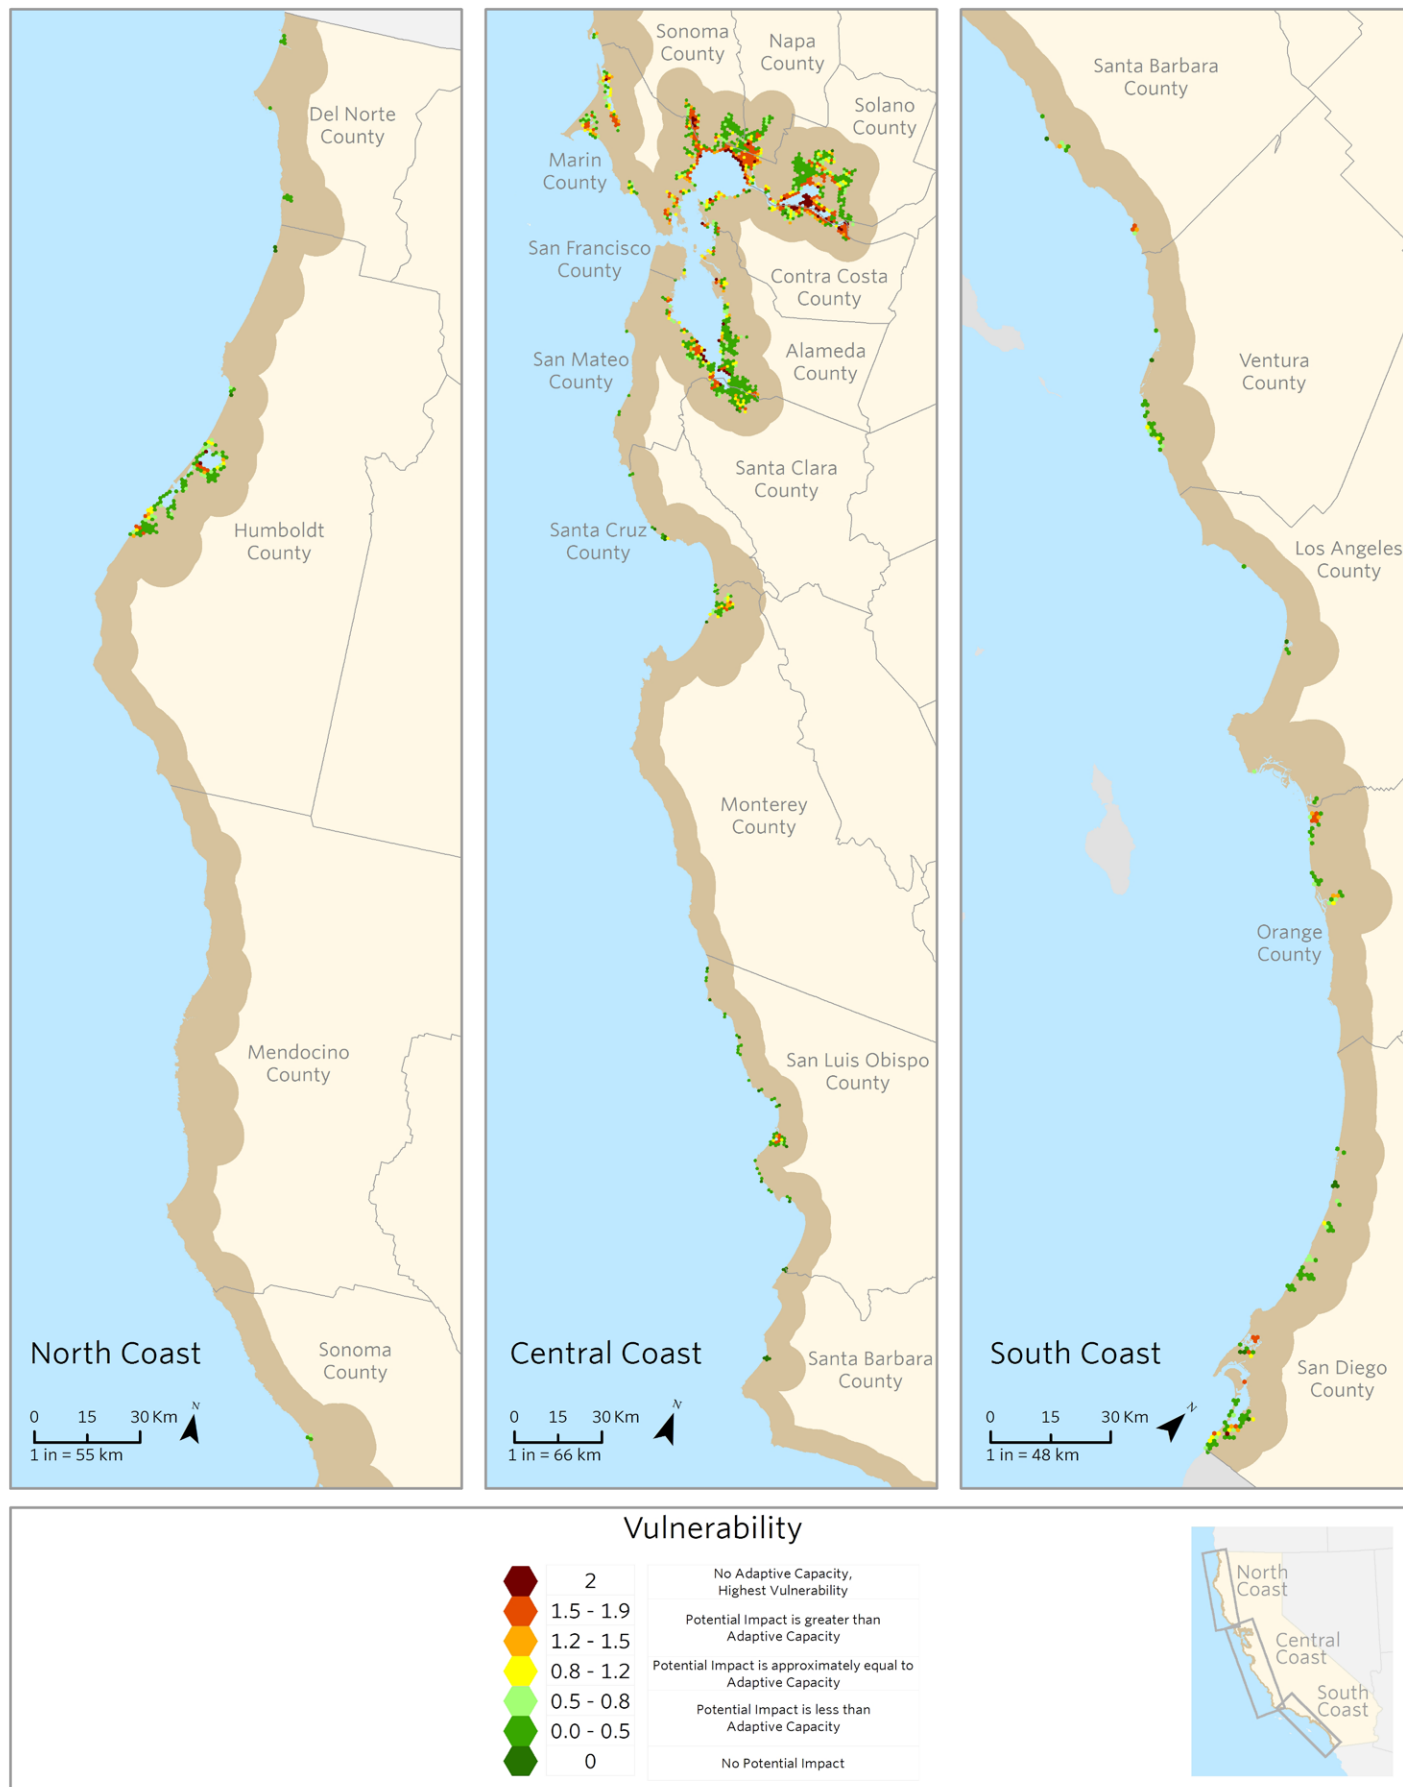 Del Norte
County
Humboldt
County
Mendocino
County
Sonoma
County
North Coast
0 15 30 Km
1 in = 55 km
N
Sonoma
County
Napa
County
Solano
County
Marin
County
San Francisco
County
Contra Costa
County
San Mateo
County
Alameda
County
Santa Clara
County
Santa Cruz
County
Monterey
County
San Luis Obispo
County
Santa Barbara
County
Central Coast
0 15 30 Km
1 in = 66 km
N
Santa Barbara
County
Ventura
County
Los Angeles
County
Orange
County
San Diego
County
South Coast
0 15 30 Km
1 in = 48 km
N
Vulnerability
2 No Adaptive Capacity,
Highest Vulnerability
1.5 - 1.9
Potential Impact is greater than
Adaptive Capacity
1.2 - 1.5
0.8 - 1.2 Potential Impact is approximately equal to
Adaptive Capacity
0.5 - 0.8
Potential Impact is less than
Adaptive Capacity
0.0 - 0.5
0 No Potential Impact
North
Coast
Central
Coast
South
Coast